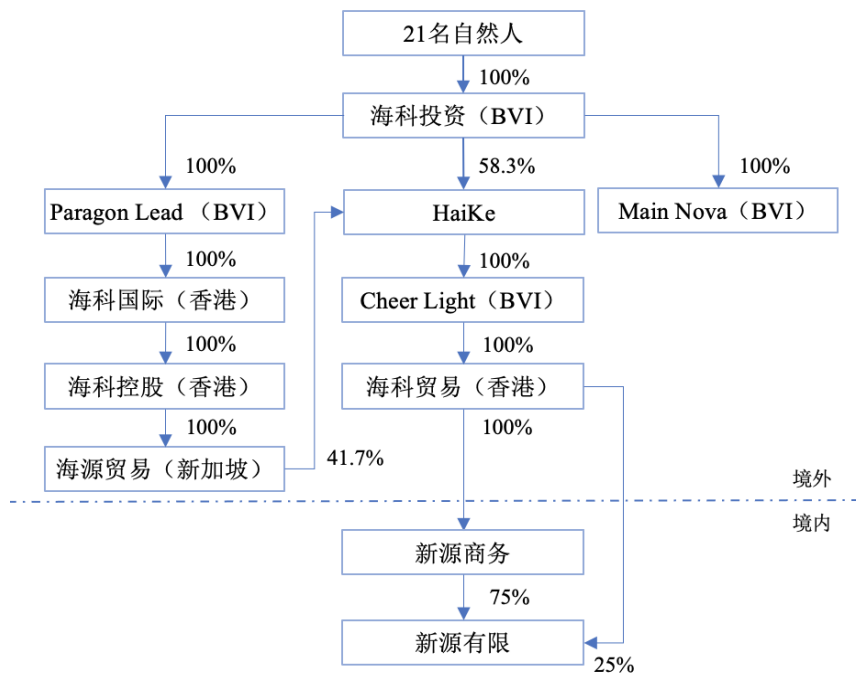 21名自然人
100%
海科投资（BVI）
100%
58.3%
100%
Paragon Lead （BVI）
HaiKe
Main Nova（BVI）
100%
100%
海科国际（香港）
Cheer Light（BVI）
100%
100%
海科控股（香港）
海科贸易（香港）
100%
100%
海源贸易（新加坡）
41.7%
境外
境内
新源商务
75%
新源有限
25%